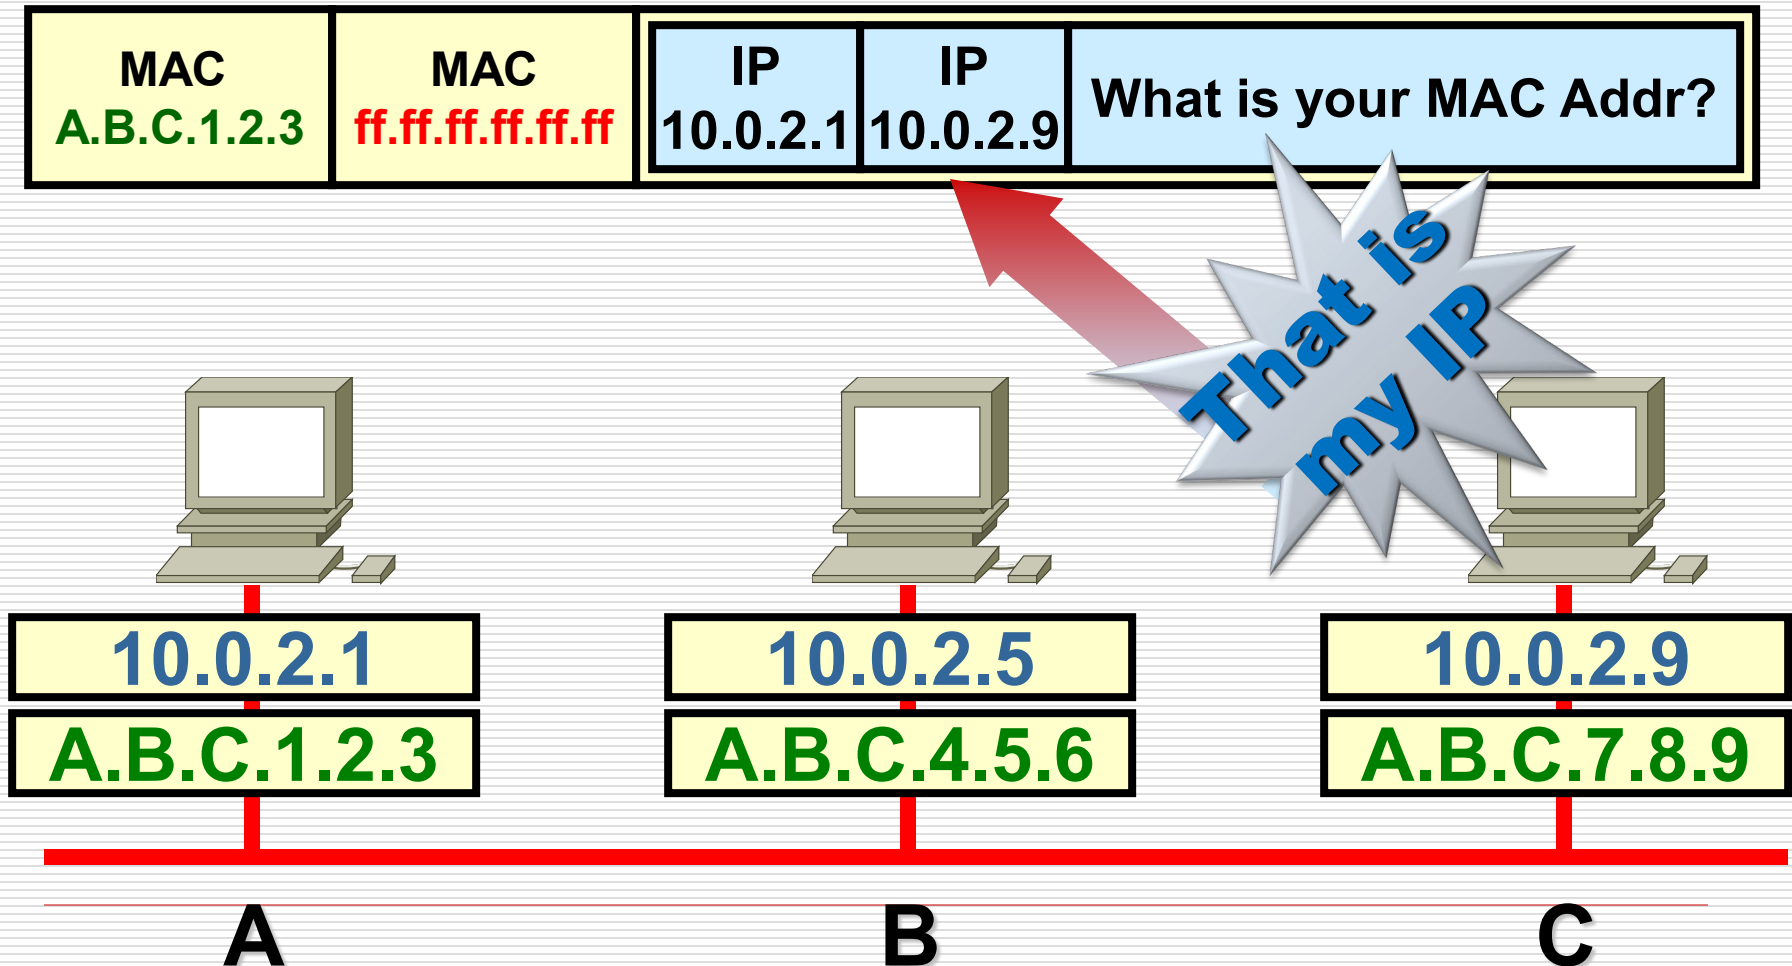 MAC
A.B.C.1.2.3
MAC
ff.ff.ff.ff.ff.ff
IP
10.0.2.1
IP
10.0.2.9
What is your MAC Addr?
That is
my IP
10.0.2.1
10.0.2.5
10.0.2.9
A.B.C.1.2.3
A.B.C.4.5.6
A.B.C.7.8.9
A
B
C